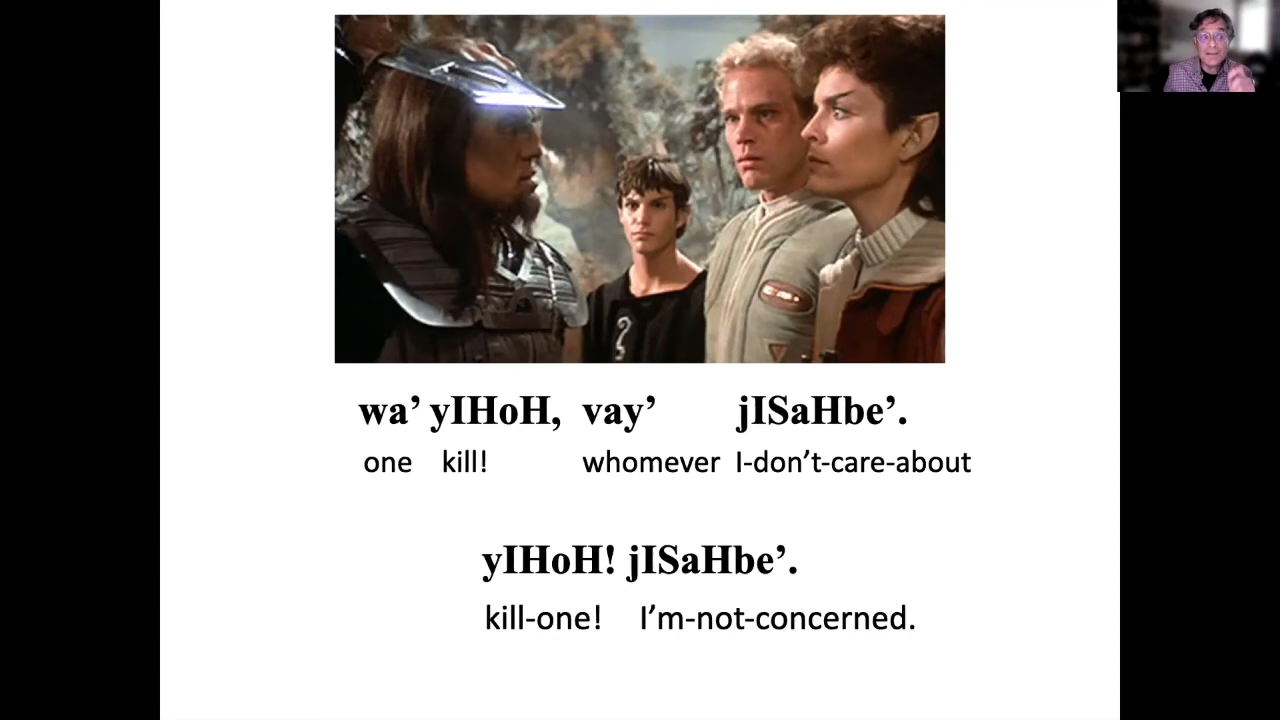 wa’ yIHoH, vay’ jISaHbe’.
one kill! whomever I-don’t-care-about
yIHoH! jISaHbe’.
kill-one! I’m-not-concerned.